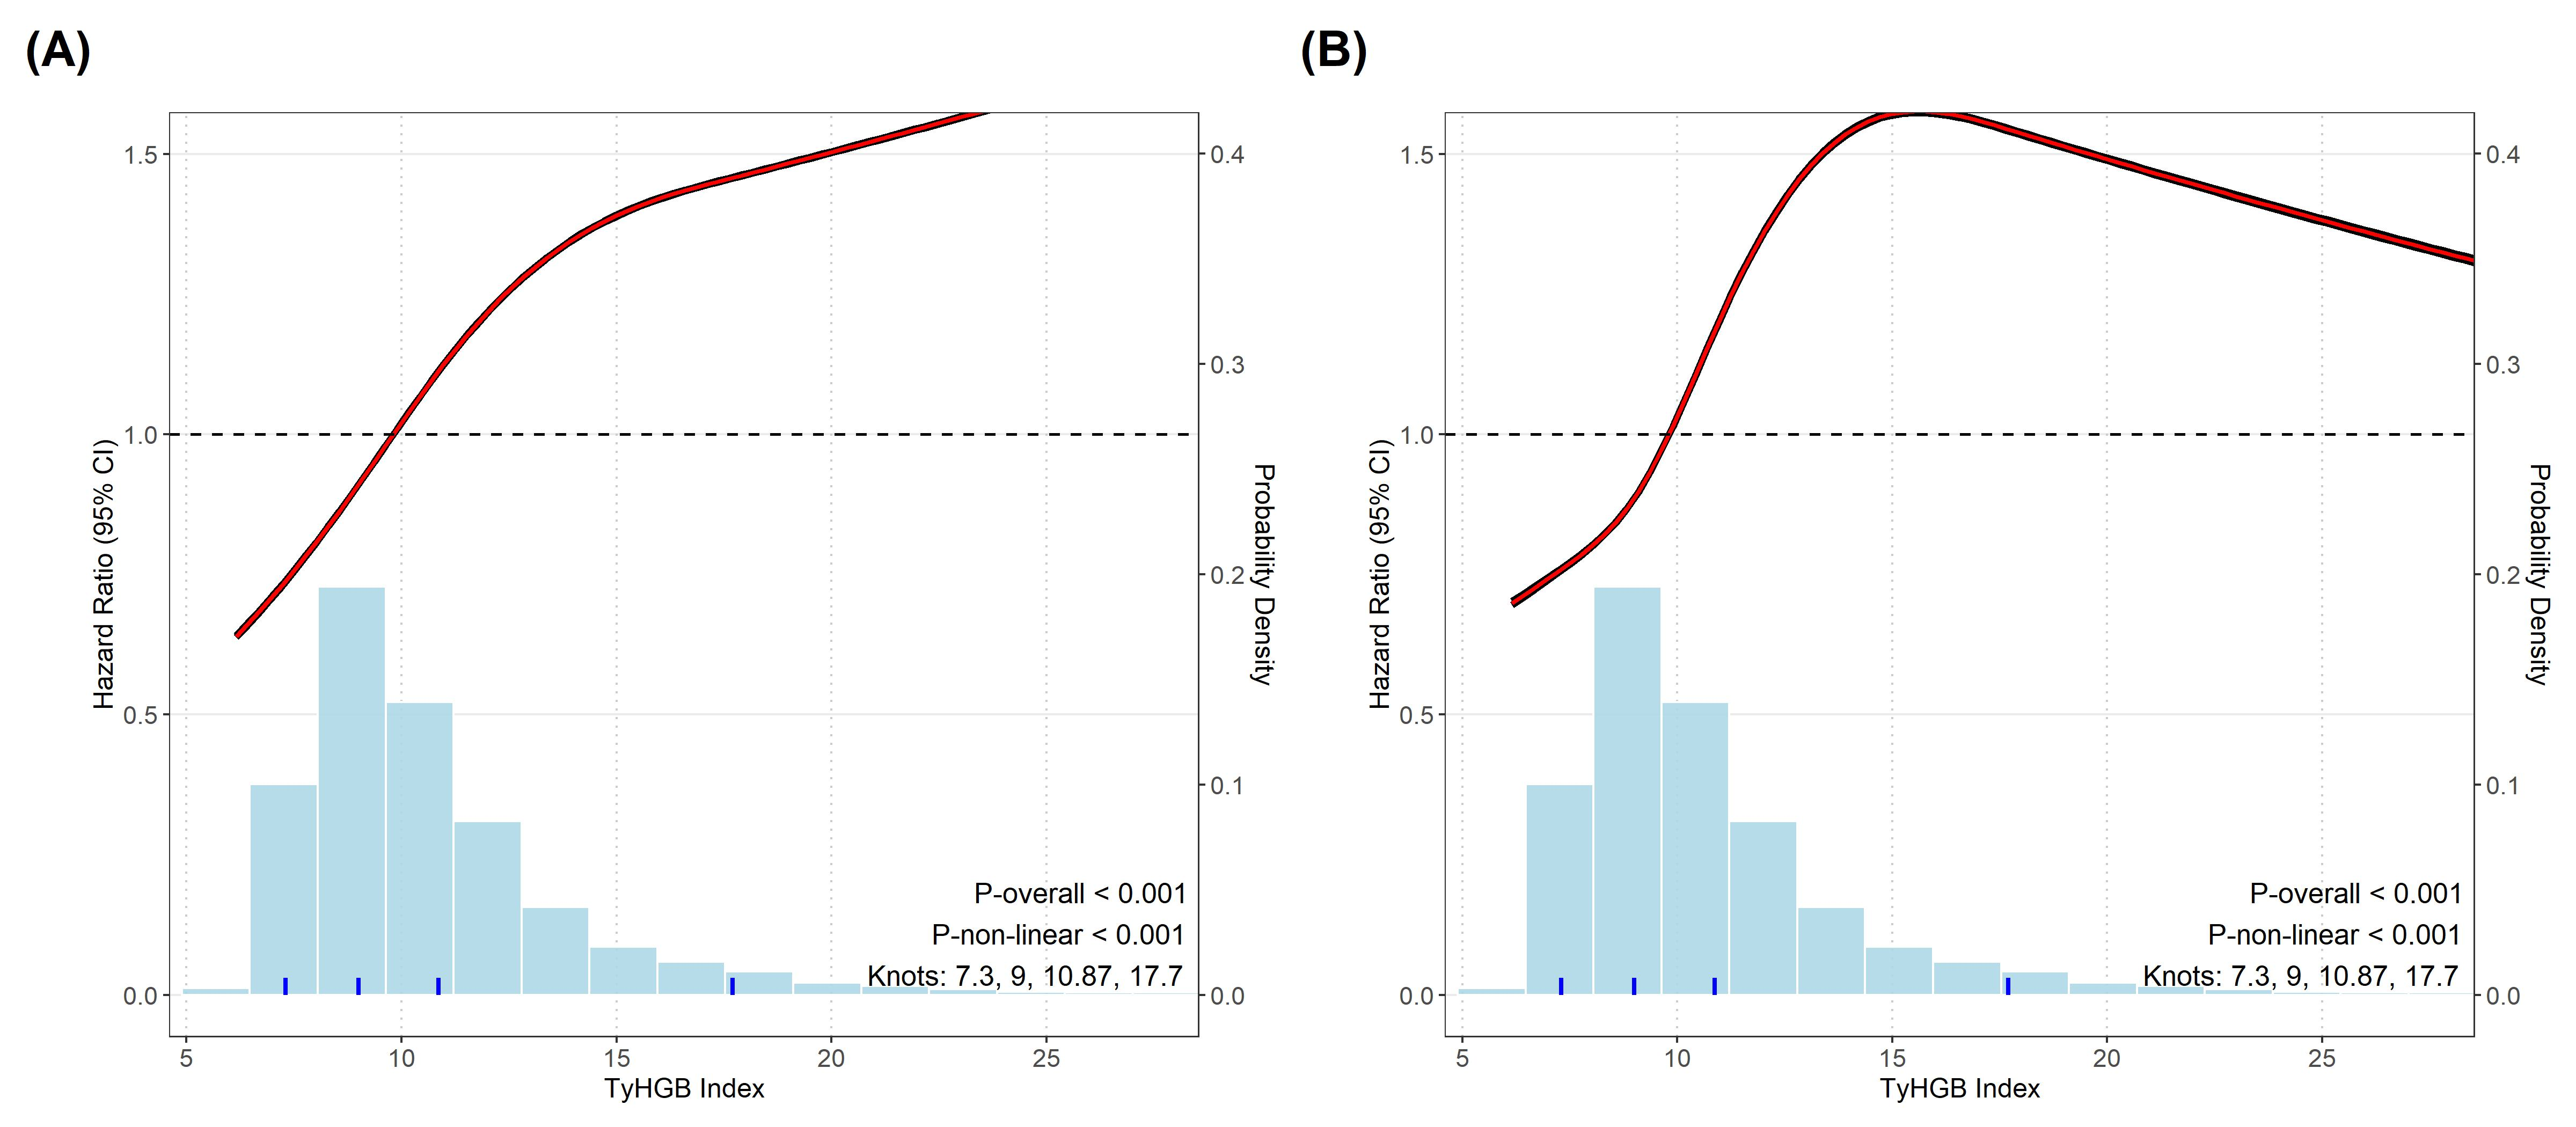 (A)
Hazard Ratio (95% CI)
1.5
1.0
0.5
0.0
0.4
0.3
0.2
0.1
0.0
Probability Density
P-overall < 0.001
P-non-linear < 0.001
Knots: 7.3, 9, 10.87, 17.7
5 10 15 20 25
TyHGB Index
(B)
Hazard Ratio (95% CI)
1.5
1.0
0.5
0.0
0.4
0.3
0.2
0.1
0.0
Probability Density
P-overall < 0.001
P-non-linear < 0.001
Knots: 7.3, 9, 10.87, 17.7
5 10 15 20 25
TyHGB Index